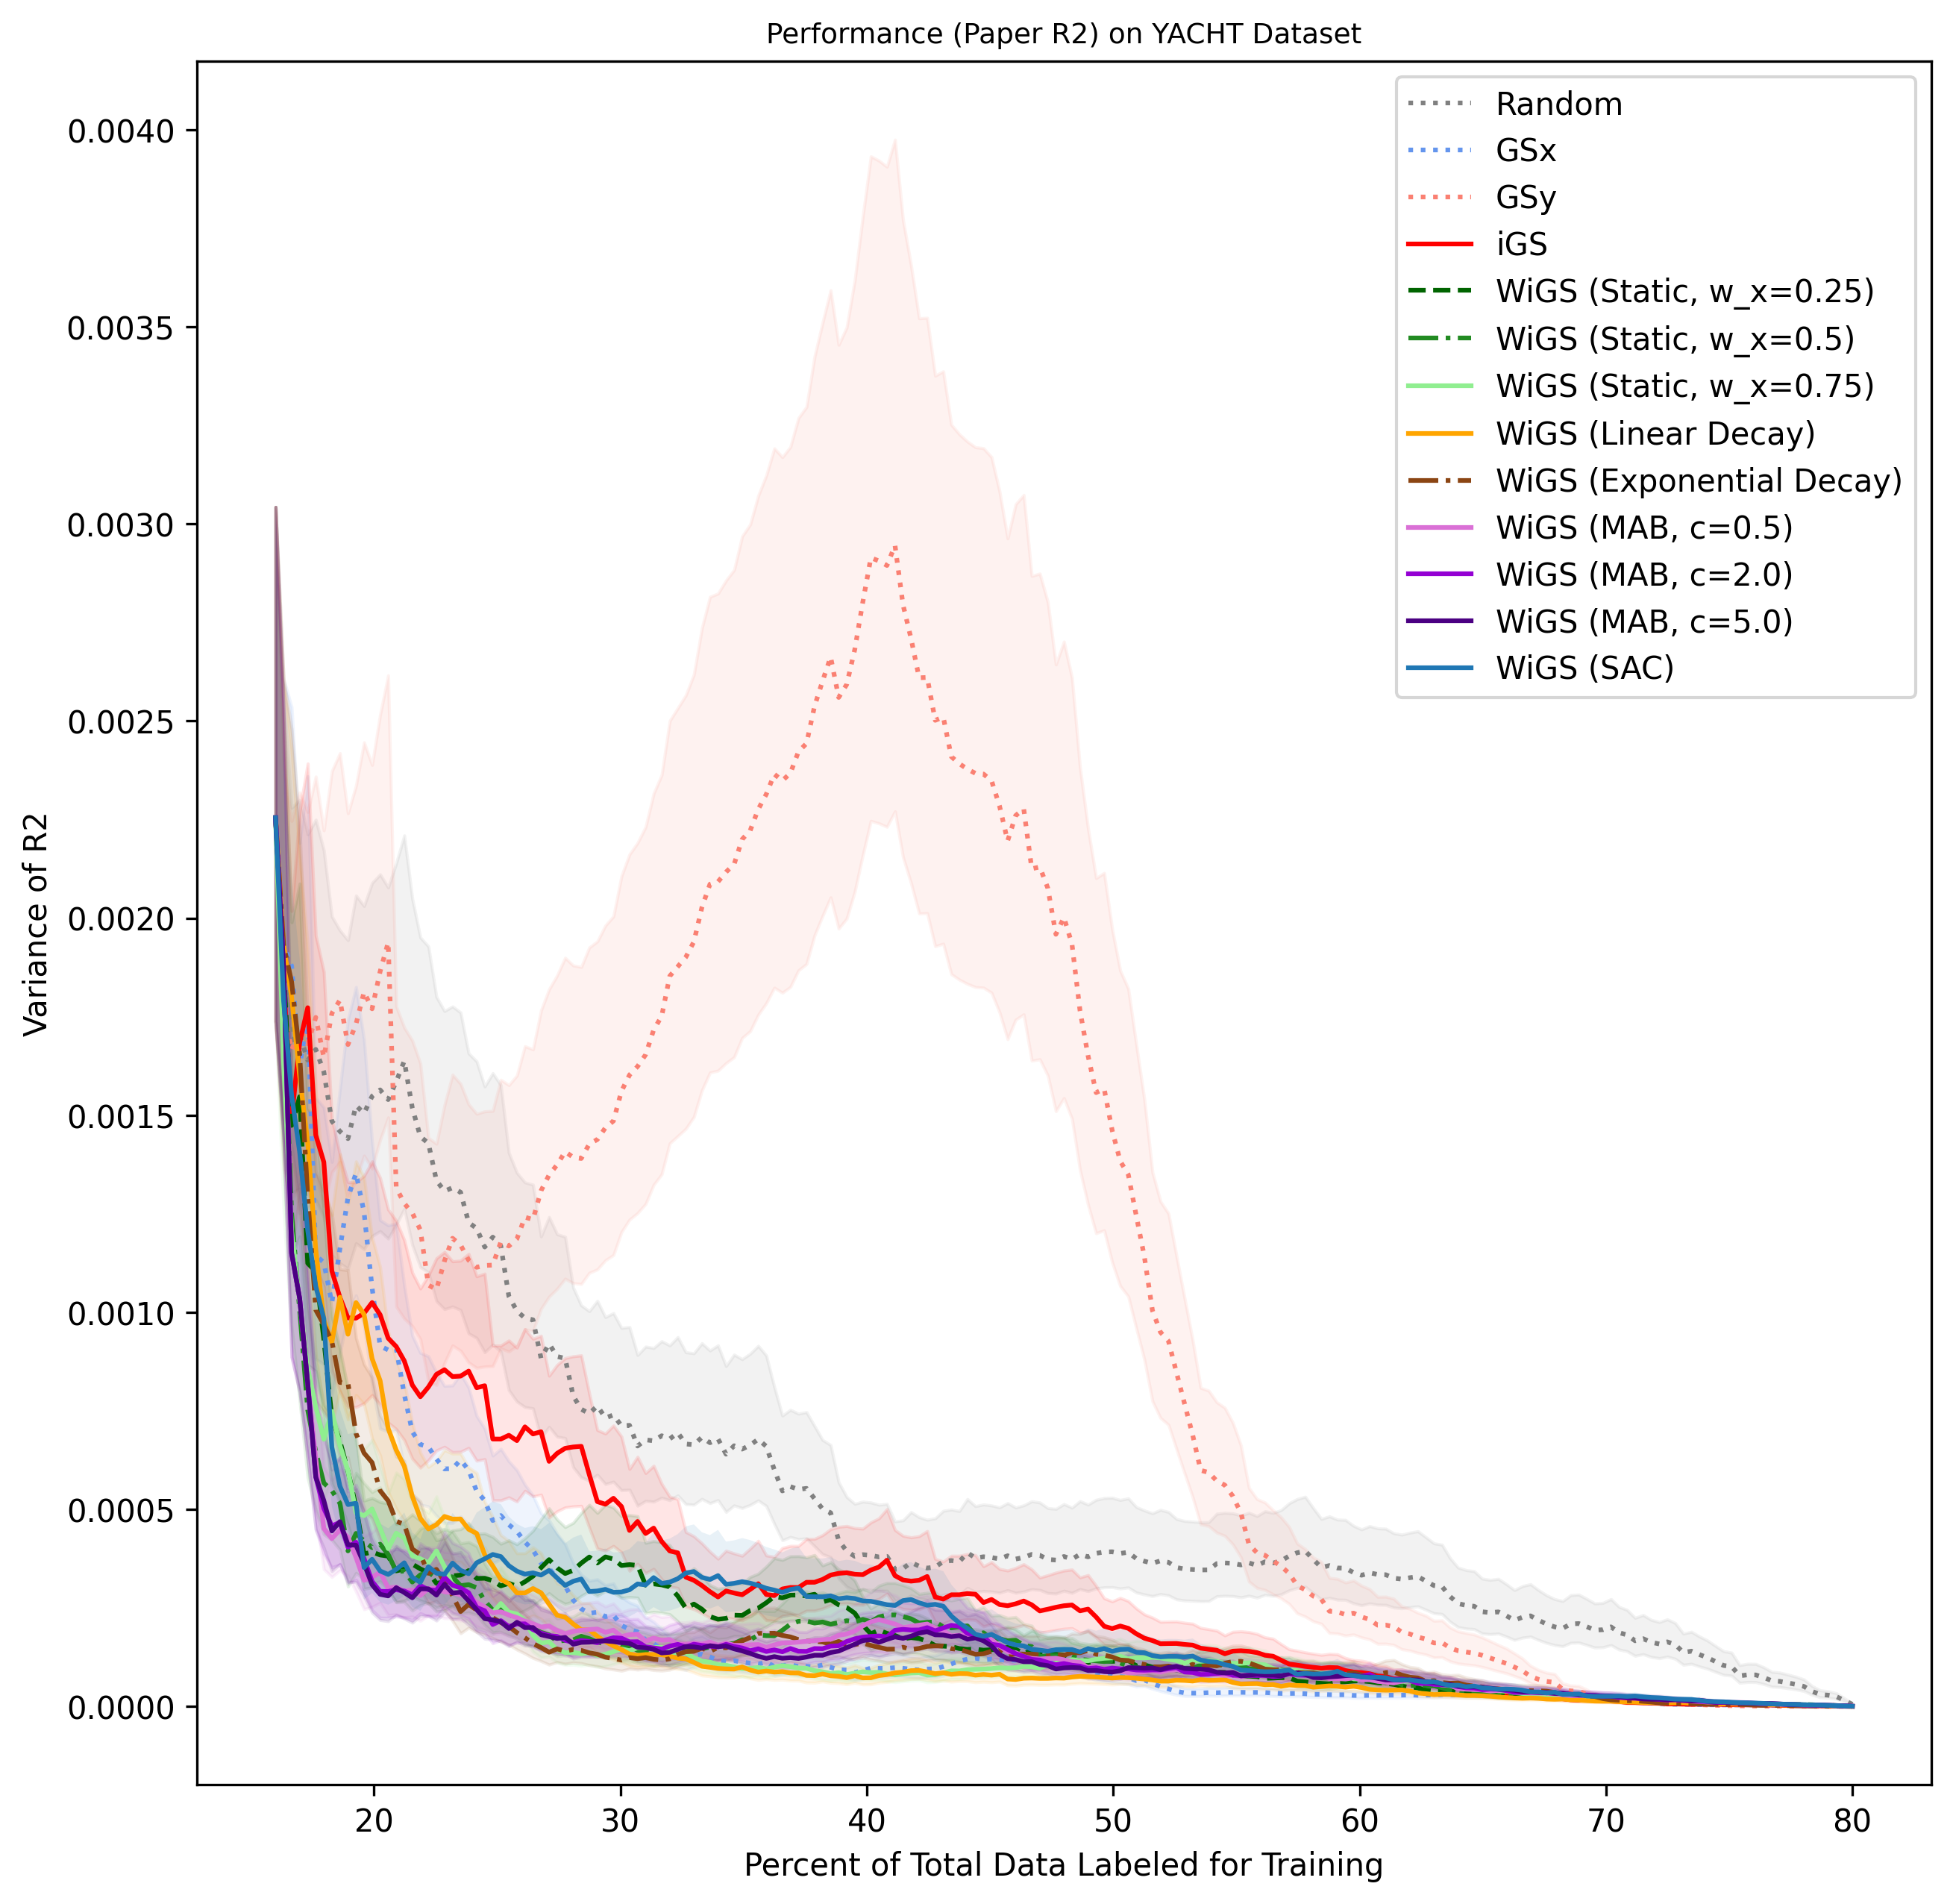 Performance (Paper R2) on YACHT Dataset
Variance of R2
0.0040
0.0035
0.0030
0.0025
0.0020
0.0015
0.0010
0.0005
0.0000
Random
GSx
GSy
iGS
WiGS (Static, w_x=0.25)
WiGS (Static, w_x=0.5)
WiGS (Static, w_x=0.75)
WiGS (Linear Decay)
WiGS (Exponential Decay)
WiGS (MAB, c=0.5)
WiGS (MAB, c=2.0)
WiGS (MAB, c=5.0)
WiGS (SAC)
20 30 40 50 60 70 80
Percent of Total Data Labeled for Training